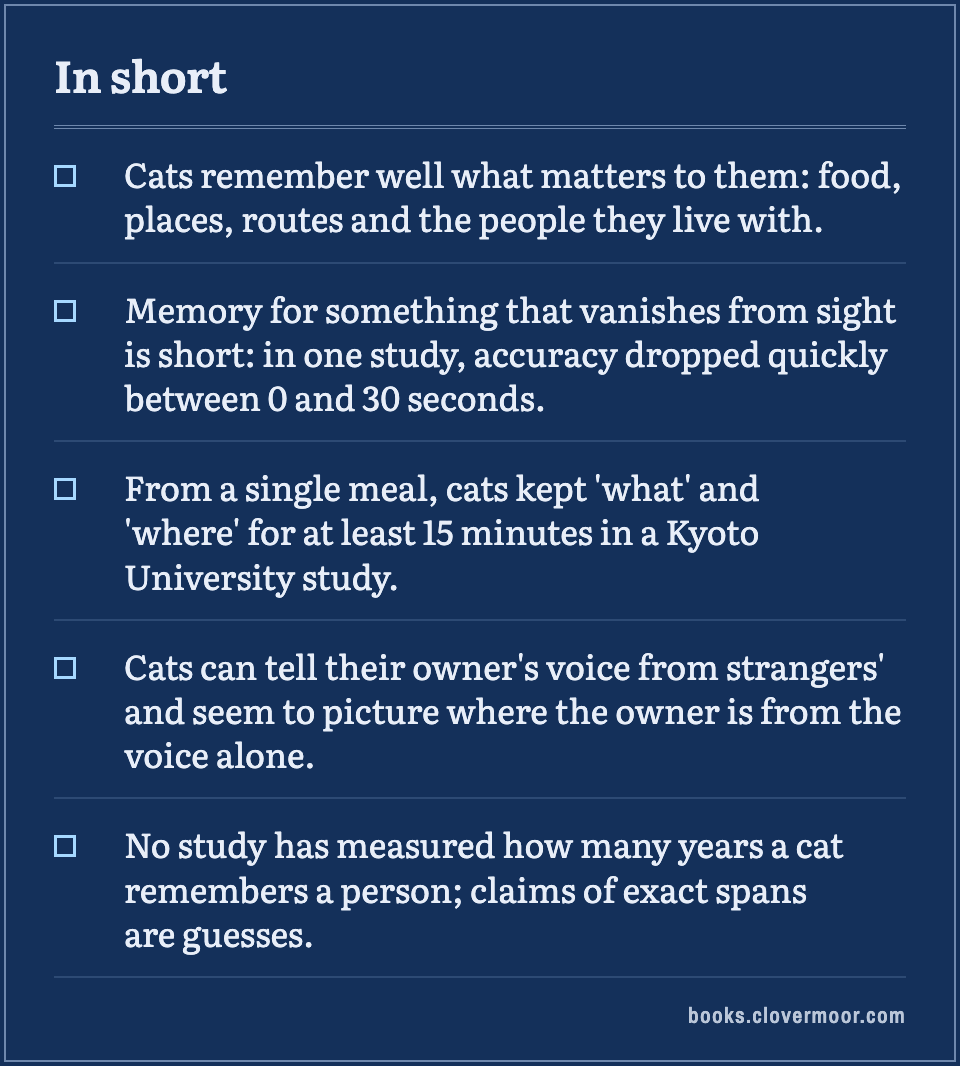 In short
Cats remember well what matters to them: food,
places, routes and the people they live with.
Memory for something that vanishes from sight
is short: in one study, accuracy dropped quickly
between 0 and 30 seconds.
From a single meal, cats kept 'what' and
'where' for at least 15 minutes in a Kyoto
University study.
Cats can tell their owner's voice from strangers'
and seem to picture where the owner is from the
voice alone.
No study has measured how many years a cat
remembers a person; claims of exact spans
are guesses.
books.clovermoor.com